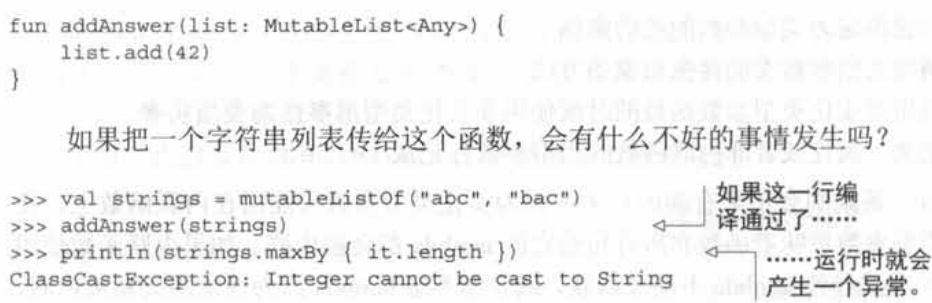 fun addAnswer(list: MutableList<Any>) {
    list.add(42)
}
如果把一个字符串列表传给这个函数，会有什么不好的事情发生吗？
>>> val strings = mutableListOf("abc", "bac")
>>> addAnswer(strings)
>>> println(strings.maxBy   it.length })
ClassCastException: Integer cannot be cast to String
如果这一行编
译通过了……
……运行时就会
产生一个异常。